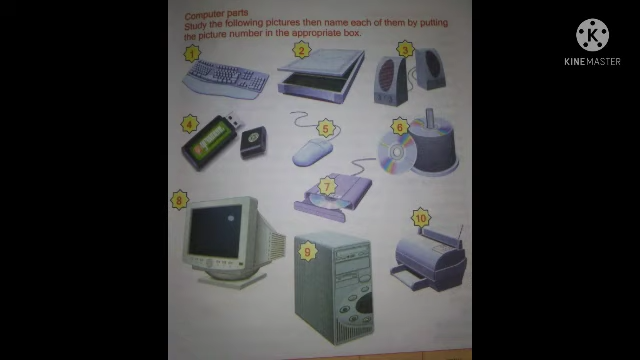 Computer parts
Study the following pictures then name each of them by putting
the picture number in the appropriate box.
1
2
3
4
5
6
7
8
9
10
K
KINEMASTER